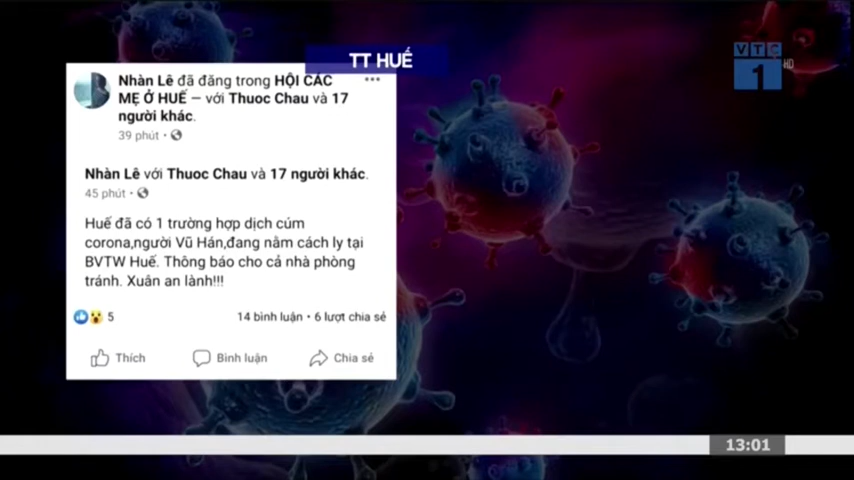 TT HUẾ
VTC
1
HD
Nhàn Lê đã đăng trong HỘI CÁC
MẸ Ở HUẾ — với Thuoc Chau và 17
người khác.
39 phút •
Nhàn Lê với Thuoc Chau và 17 người khác.
45 phút •
Huế đã có 1 trường hợp dịch cúm
corona,người Vũ Hán,đang nằm cách ly tại
BVTW Huế. Thông báo cho cả nhà phòng
tránh. Xuân an lành!!!
5
14 bình luận • 6 lượt chia sẻ
Thích
Bình luận
Chia sẻ
13:01